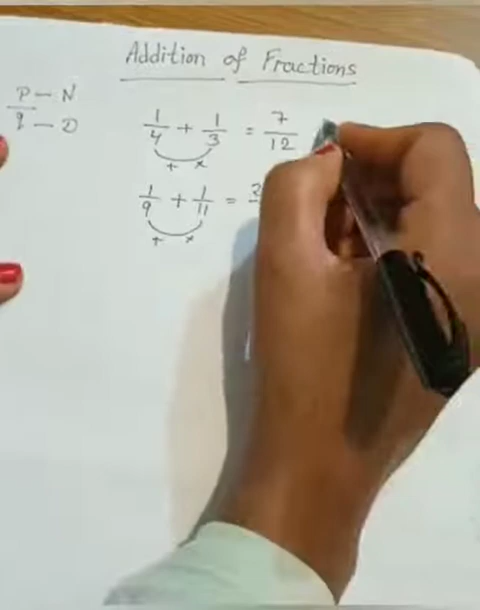 Addition of Fractions
P — N
q — D
1/4 + 1/3 = 7/12
+ ×
1/9 + 1/11 =
+ ×